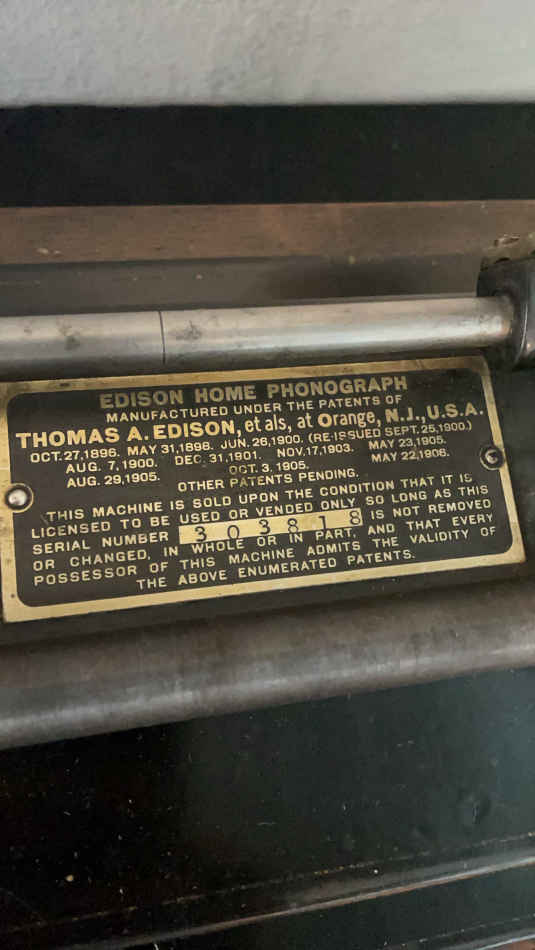 EDISON HOME PHONOGRAPH
MANUFACTURED UNDER THE PATENTS OF
THOMAS A. EDISON, et als, at Orange, N.J., U.S.A.
OCT. 27, 1896. MAY 31, 1898. JUN. 26, 1900. (RE-ISSUED SEPT. 25, 1900.)
AUG. 7, 1900. DEC. 31, 1901. NOV. 17, 1903. MAY 23, 1905.
AUG. 29, 1905. OCT. 3, 1905. MAY 22, 1906.
OTHER PATENTS PENDING.
THIS MACHINE IS SOLD UPON THE CONDITION THAT IT IS
LICENSED TO BE USED OR VENDED ONLY SO LONG AS THIS
SERIAL NUMBER 303818 IS NOT REMOVED
OR CHANGED, IN WHOLE OR IN PART, AND THAT EVERY
POSSESSOR OF THIS MACHINE ADMITS THE VALIDITY OF
THE ABOVE ENUMERATED PATENTS.